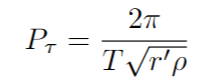 P_τ = 2π / (T√(r′ρ))